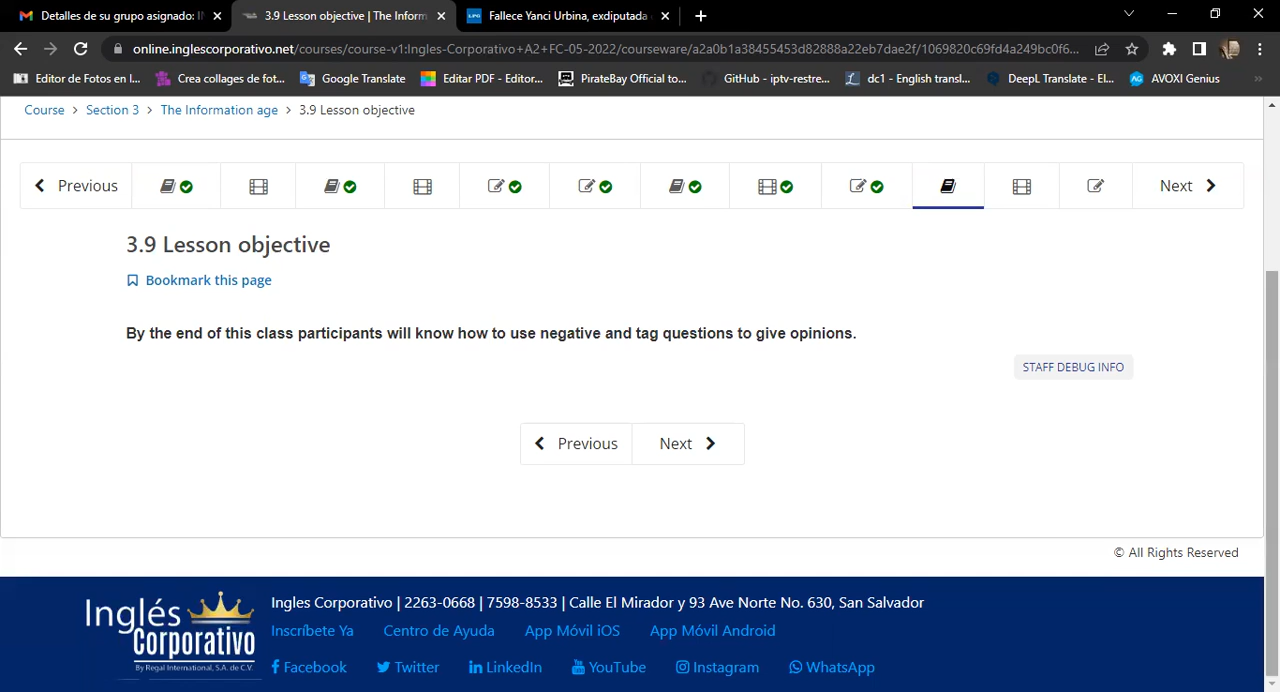 Detalles de su grupo asignado: IN
3.9 Lesson objective | The Inform
Fallece Yanci Urbina, exdiputada
online.inglescorporativo.net/courses/course-v1:Ingles-Corporativo+A2+FC-05-2022/courseware/a2a0b1a38455453d82888a22eb7dae2f/1069820c69fd4a249bc0f6...
Editor de Fotos en l...
Crea collages de fot...
Google Translate
Editar PDF - Editor...
PirateBay Official to...
GitHub - iptv-restre...
dc1 - English transl...
DeepL Translate - El...
AVOXI Genius
»
Course > Section 3 > The Information age > 3.9 Lesson objective
Previous
Next
3.9 Lesson objective
Bookmark this page
By the end of this class participants will know how to use negative and tag questions to give opinions.
STAFF DEBUG INFO
Previous
Next
© All Rights Reserved
Inglés Corporativo
By Regal International, S.A. de C.V.
Ingles Corporativo | 2263-0668 | 7598-8533 | Calle El Mirador y 93 Ave Norte No. 630, San Salvador
Inscríbete Ya
Centro de Ayuda
App Móvil iOS
App Móvil Android
Facebook
Twitter
LinkedIn
YouTube
Instagram
WhatsApp